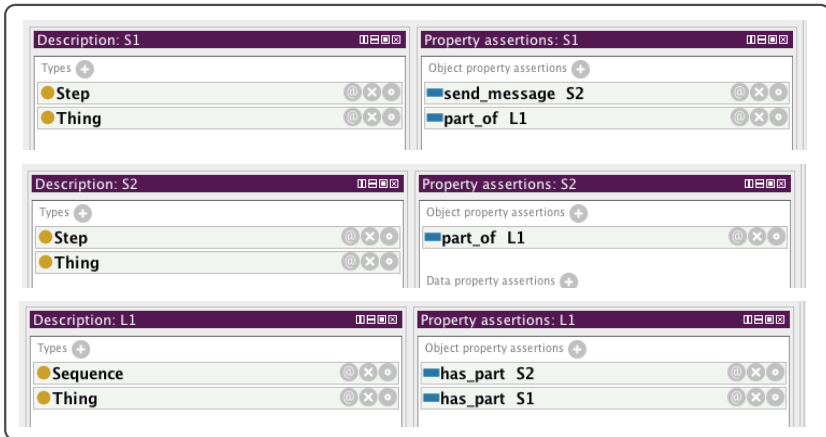 Description: S1
Property assertions: S1
Types
Object property assertions
Step
send_message S2
Thing
part_of L1
Description: S2
Property assertions: S2
Types
Object property assertions
Step
part_of L1
Thing
Data property assertions
Description: L1
Property assertions: L1
Types
Object property assertions
Sequence
has_part S2
Thing
has_part S1